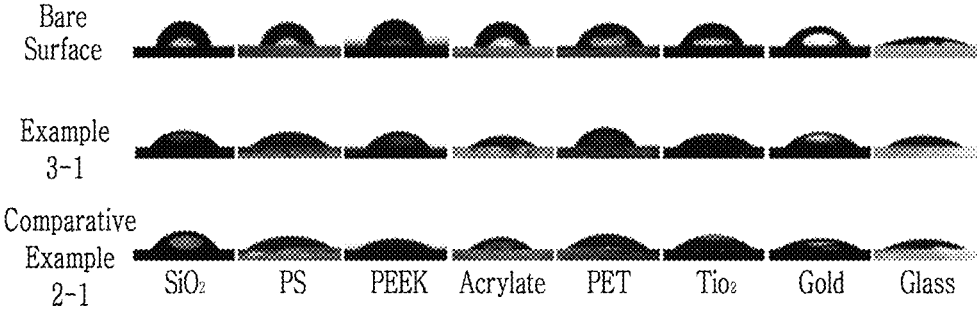 Bare
Surface
Example
3-1
Comparative
Example
2-1
SiO₂ PS PEEK Acrylate PET Tio₂ Gold Glass